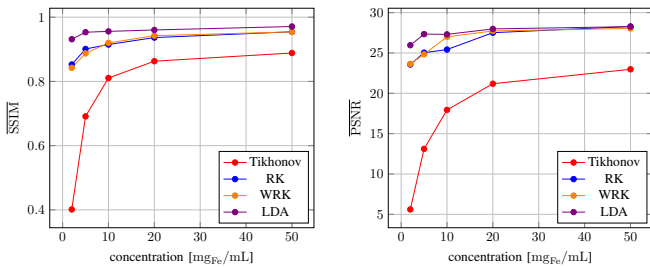 1
0.8
0.6
0.4
SSIM
0 10 20 30 40 50
concentration [mgFe/mL]
Tikhonov
RK
WRK
LDA
30
25
20
15
10
5
PSNR
0 10 20 30 40 50
concentration [mgFe/mL]
Tikhonov
RK
WRK
LDA